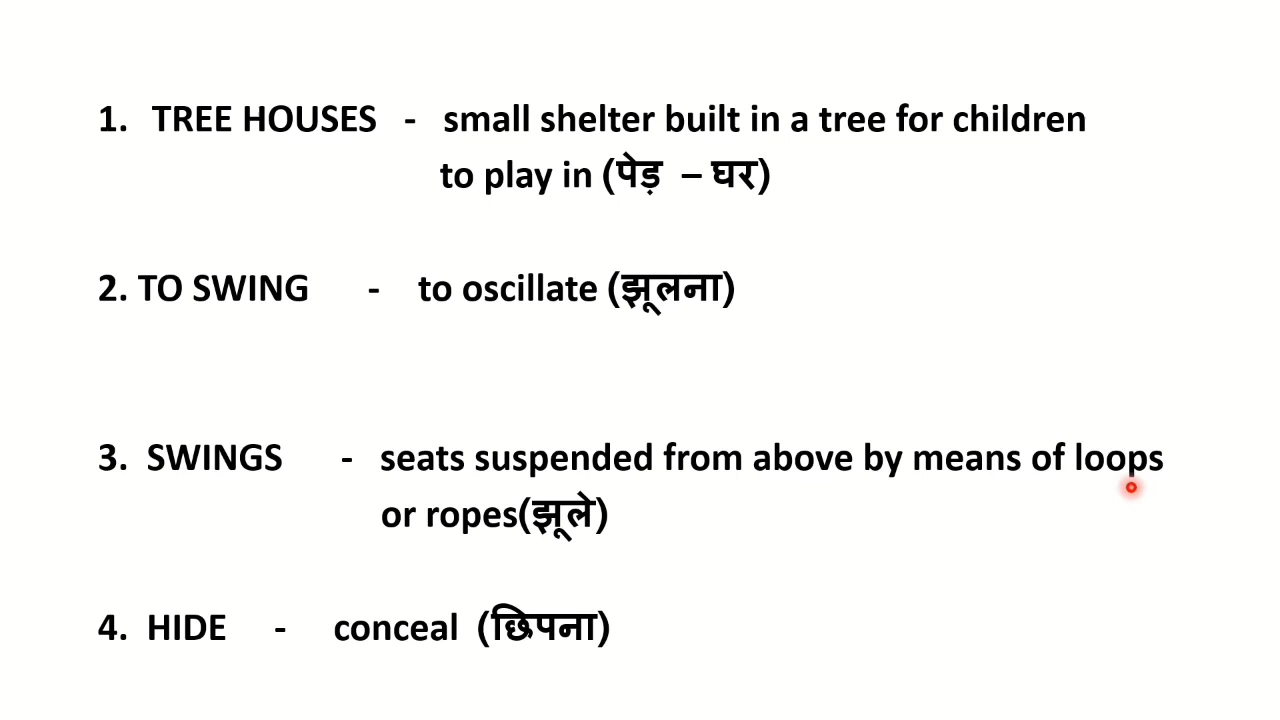 1. TREE HOUSES - small shelter built in a tree for children
to play in (पेड़ – घर)
2. TO SWING - to oscillate (झूलना)
3. SWINGS - seats suspended from above by means of loops
or ropes(झूले)
4. HIDE - conceal (छिपना)